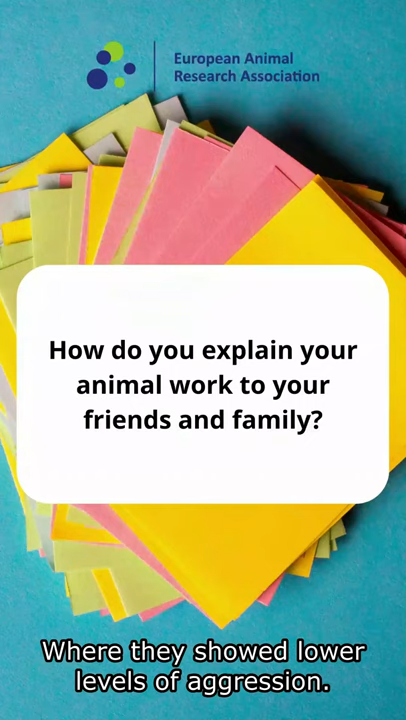 European Animal
Research Association
How do you explain your
animal work to your
friends and family?
Where they showed lower
levels of aggression.